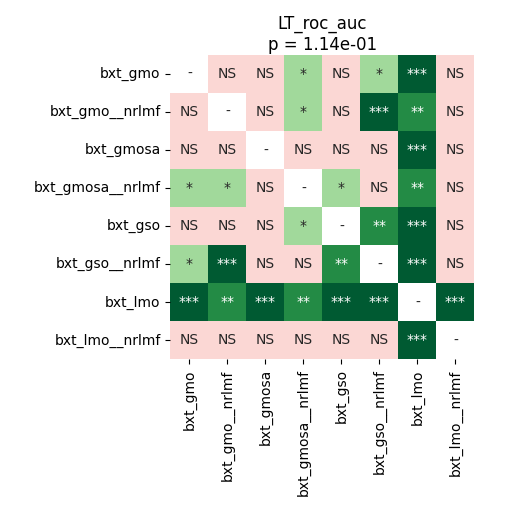 LT_roc_auc
p = 1.14e-01
bxt_gmo - NS NS * NS * *** NS
bxt_gmo__nrlmf NS - NS * NS *** ** NS
bxt_gmosa NS NS - NS NS NS *** NS
bxt_gmosa__nrlmf * * NS - * NS ** NS
bxt_gso NS NS NS * - ** *** NS
bxt_gso__nrlmf * *** NS NS ** - *** NS
bxt_lmo *** ** *** ** *** *** - ***
bxt_lmo__nrlmf NS NS NS NS NS NS *** -
bxt_gmo
bxt_gmo__nrlmf
bxt_gmosa
bxt_gmosa__nrlmf
bxt_gso
bxt_gso__nrlmf
bxt_lmo
bxt_lmo__nrlmf